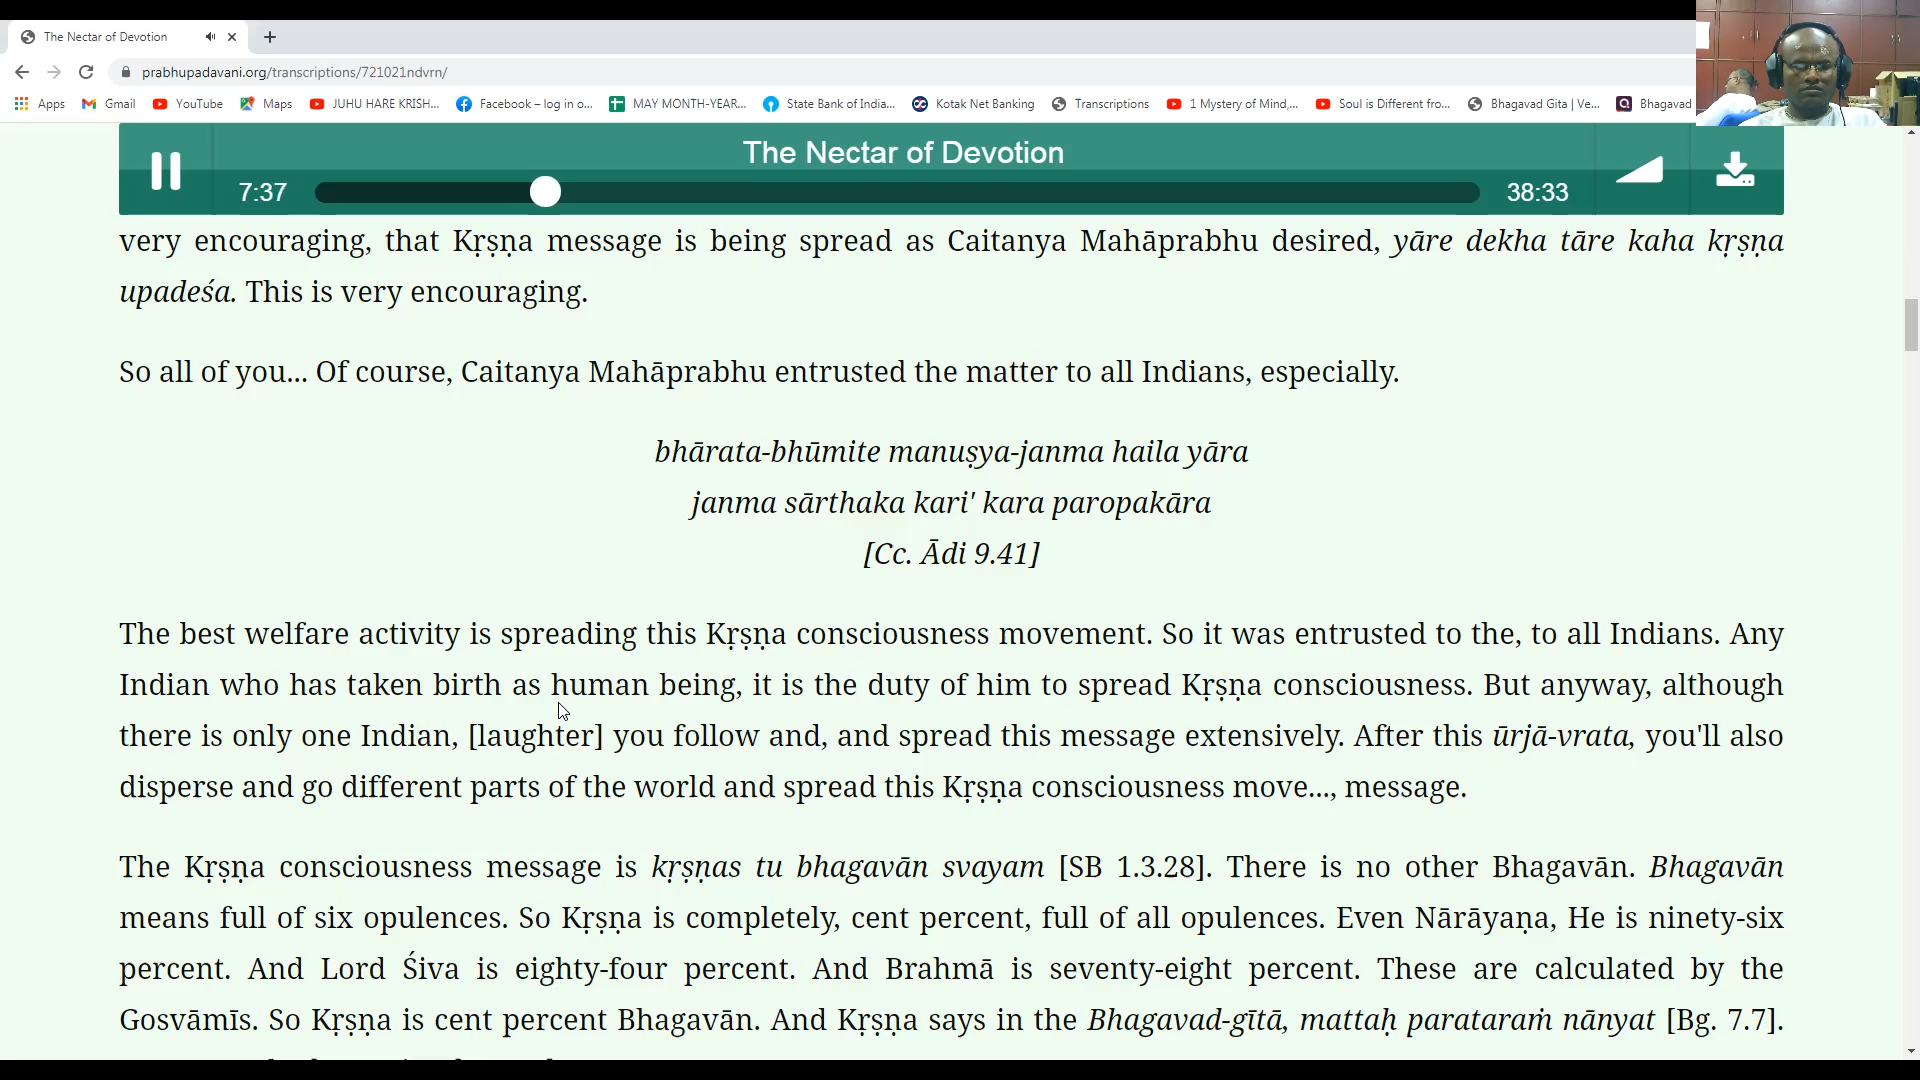 The Nectar of Devotion
prabhupadavani.org/transcriptions/721021ndvrn/
Apps Gmail YouTube Maps JUHU HARE KRISH... Facebook – log in o... MAY MONTH-YEAR... State Bank of India... Kotak Net Banking Transcriptions 1 Mystery of Mind,... Soul is Different fro... Bhagavad Gita | Ve... Bhagavad
The Nectar of Devotion
7:37 38:33
very encouraging, that Kṛṣṇa message is being spread as Caitanya Mahāprabhu desired, yāre dekha tāre kaha kṛṣṇa
upadeśa. This is very encouraging.
So all of you... Of course, Caitanya Mahāprabhu entrusted the matter to all Indians, especially.
bhārata-bhūmite manuṣya-janma haila yāra
janma sārthaka kari' kara paropakāra
[Cc. Ādi 9.41]
The best welfare activity is spreading this Kṛṣṇa consciousness movement. So it was entrusted to the, to all Indians. Any
Indian who has taken birth as human being, it is the duty of him to spread Kṛṣṇa consciousness. But anyway, although
there is only one Indian, [laughter] you follow and, and spread this message extensively. After this ūrjā-vrata, you'll also
disperse and go different parts of the world and spread this Kṛṣṇa consciousness move..., message.
The Kṛṣṇa consciousness message is kṛṣṇas tu bhagavān svayam [SB 1.3.28]. There is no other Bhagavān. Bhagavān
means full of six opulences. So Kṛṣṇa is completely, cent percent, full of all opulences. Even Nārāyaṇa, He is ninety-six
percent. And Lord Śiva is eighty-four percent. And Brahmā is seventy-eight percent. These are calculated by the
Gosvāmīs. So Kṛṣṇa is cent percent Bhagavān. And Kṛṣṇa says in the Bhagavad-gītā, mattaḥ parataraṁ nānyat [Bg. 7.7].